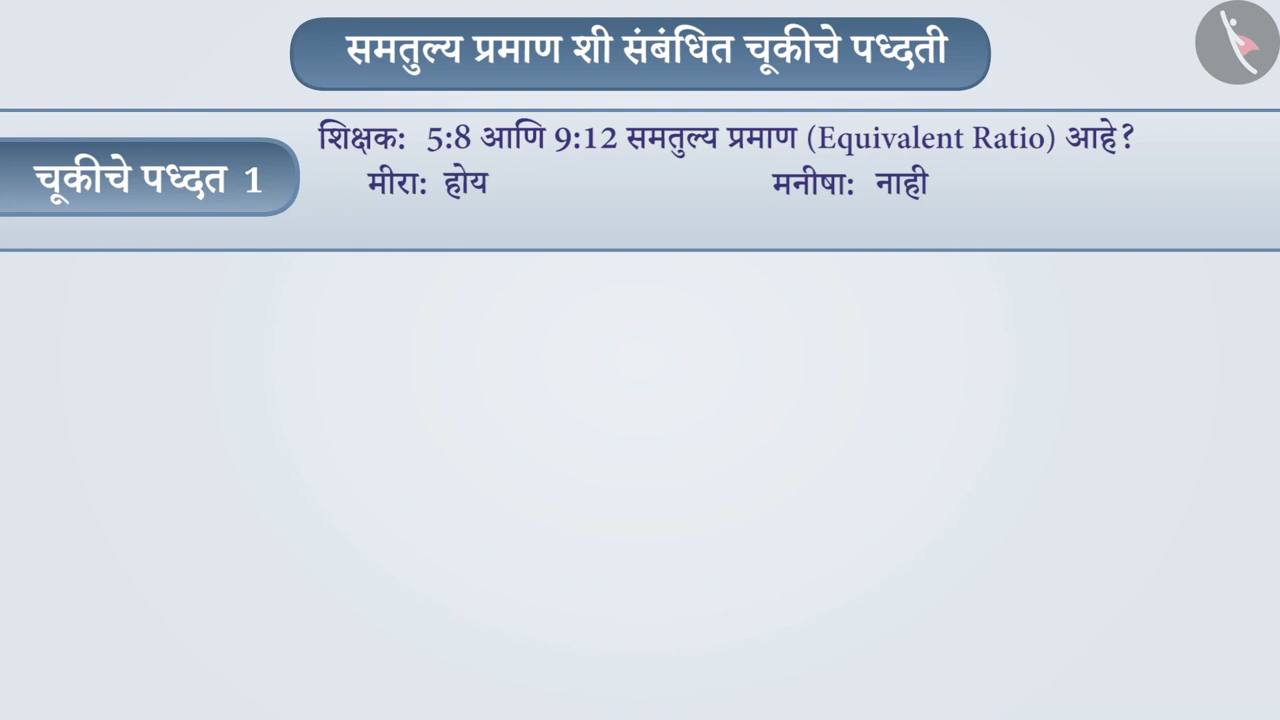 समतुल्य प्रमाण शी संबंधित चूकीचे पध्दती
शिक्षक: 5:8 आणि 9:12 समतुल्य प्रमाण (Equivalent Ratio) आहे?
चूकीचे पध्दत 1
मीरा: होय मनीषा: नाही